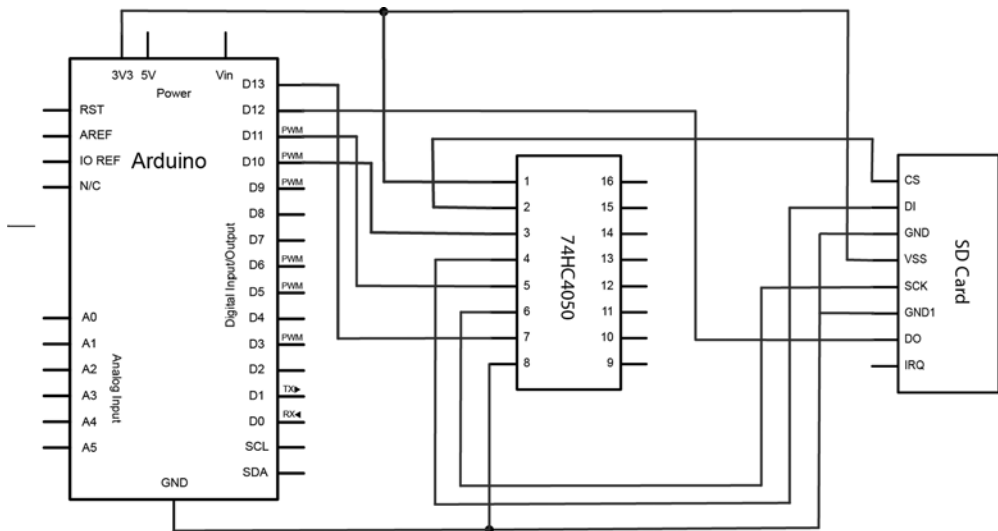 3V3 5V Vin
Power
Arduino
RST
AREF
IO REF
N/C
A0
A1
A2
A3
A4
A5
Analog Input
D13
D12
D11 PWM
D10 PWM
D9 PWM
D8
D7
D6 PWM
D5 PWM
D4
D3 PWM
D2
D1 TX▶
D0 RX◀
SCL
SDA
Digital Input/Output
GND
74HC4050
1 16
2 15
3 14
4 13
5 12
6 11
7 10
8 9
CS
DI
GND
VSS
SCK
GND1
DO
IRQ
SD Card